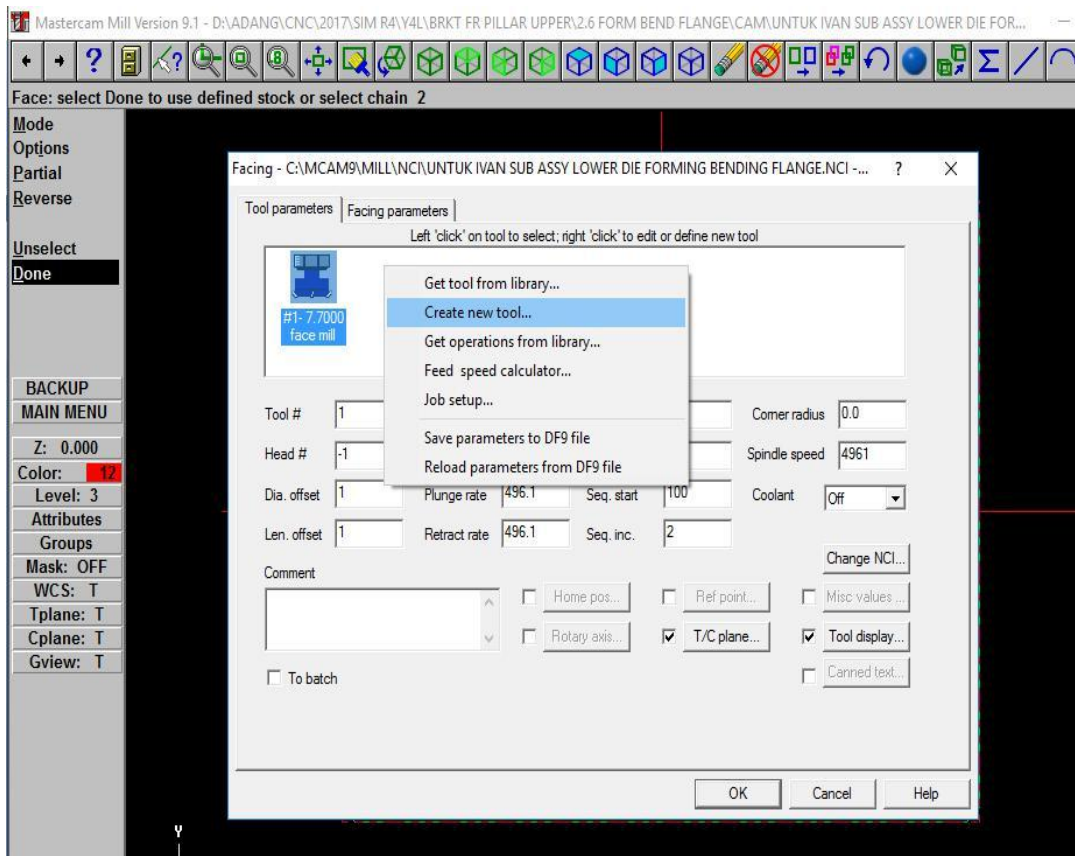 Mastercam Mill Version 9.1 - D:\ADANG\CNC\2017\SIM R4\Y4L\BRKT FR PILLAR UPPER\2.6 FORM BEND FLANGE\CAM\UNTUK IVAN SUB ASSY LOWER DIE FOR...
Face: select Done to use defined stock or select chain 2
Mode
Options
Partial
Reverse
Unselect
Done
BACKUP
MAIN MENU
Z: 0.000
Color: 12
Level: 3
Attributes
Groups
Mask: OFF
WCS: T
Tplane: T
Cplane: T
Gview: T
Facing - C:\MCAM9\MILL\NCI\UNTUK IVAN SUB ASSY LOWER DIE FORMING BENDING FLANGE.NCI -... ?
Tool parameters Facing parameters
Left 'click' on tool to select; right 'click' to edit or define new tool
#1- 7.7000
face mill
Get tool from library...
Create new tool...
Get operations from library...
Feed speed calculator...
Job setup...
Save parameters to DF9 file
Reload parameters from DF9 file
Tool # 1 Corner radius 0.0
Head # -1 Spindle speed 4961
Dia. offset 1 Plunge rate 496.1 Seq. start 100 Coolant Off
Len. offset 1 Retract rate 496.1 Seq. inc. 2
Change NCI...
Comment
Home pos... Ref point... Misc values ...
Rotary axis... T/C plane... Tool display...
To batch Canned text...
OK Cancel Help
Y